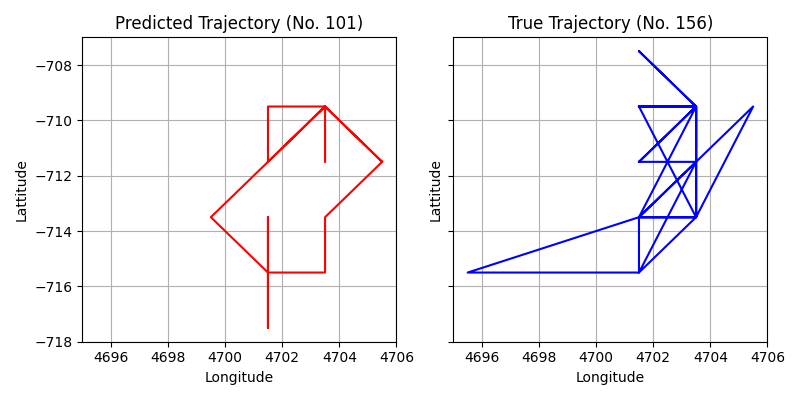 Predicted Trajectory (No. 101)
True Trajectory (No. 156)
−708
−710
−712
−714
−716
−718
Lattitude
Lattitude
4696 4698 4700 4702 4704 4706
4696 4698 4700 4702 4704 4706
Longitude
Longitude